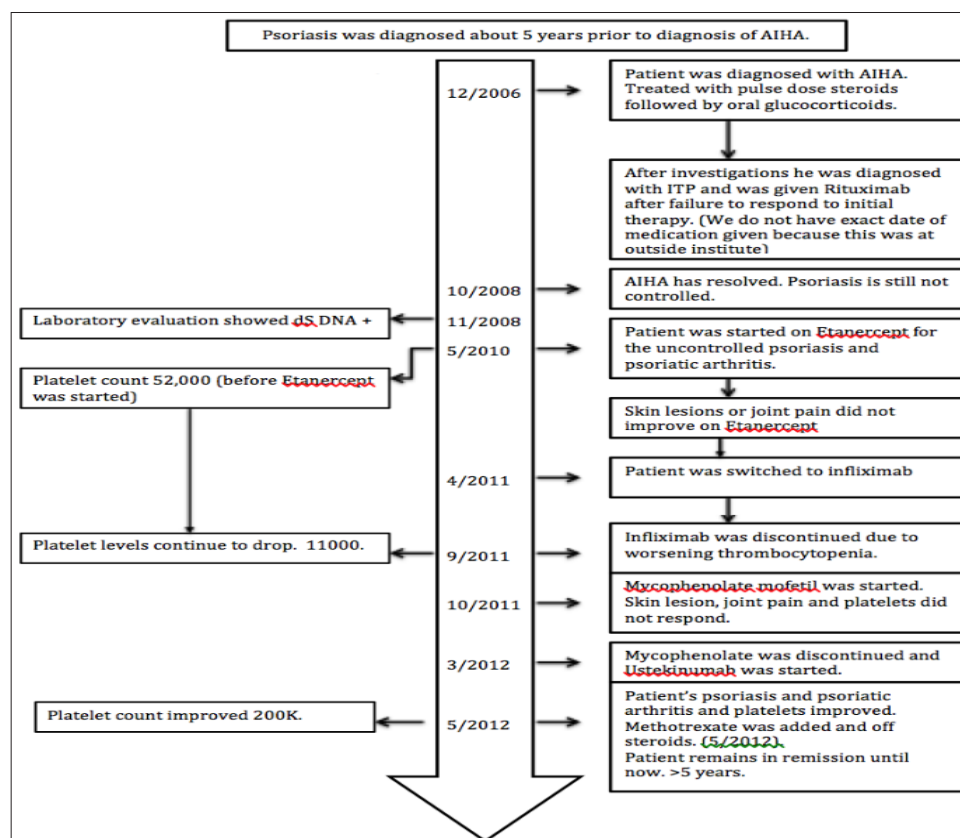 Psoriasis was diagnosed about 5 years prior to diagnosis of AIHA.
12/2006
Patient was diagnosed with AIHA.
Treated with pulse dose steroids
followed by oral glucocorticoids.
After investigations he was diagnosed
with ITP and was given Rituximab
after failure to respond to initial
therapy. (We do not have exact date of
medication given because this was at
outside institute)
10/2008
AIHA has resolved. Psoriasis is still not
controlled.
Laboratory evaluation showed dS DNA +
11/2008
5/2010
Patient was started on Etanercept for
the uncontrolled psoriasis and
psoriatic arthritis.
Platelet count 52,000 (before Etanercept
was started)
Skin lesions or joint pain did not
improve on Etanercept
4/2011
Patient was switched to infliximab
Platelet levels continue to drop. 11000.
9/2011
Infliximab was discontinued due to
worsening thrombocytopenia.
10/2011
Mycophenolate mofetil was started.
Skin lesion, joint pain and platelets did
not respond.
3/2012
Mycophenolate was discontinued and
Ustekinumab was started.
Platelet count improved 200K.
5/2012
Patient's psoriasis and psoriatic
arthritis and platelets improved.
Methotrexate was added and off
steroids. (5/2012)
Patient remains in remission until
now. >5 years.